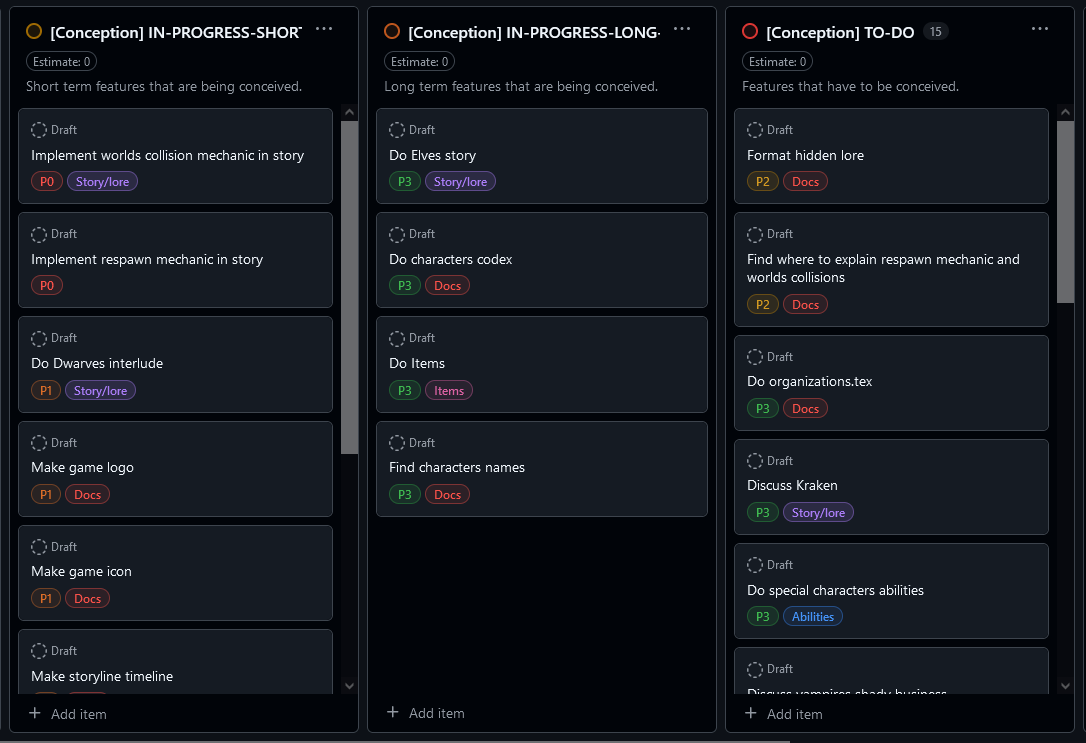 [Conception] IN-PROGRESS-SHORT
Estimate: 0
Short term features that are being conceived.
Draft
Implement worlds collision mechanic in story
P0 Story/lore
Draft
Implement respawn mechanic in story
P0
Draft
Do Dwarves interlude
P1 Story/lore
Draft
Make game logo
P1 Docs
Draft
Make game icon
P1 Docs
Draft
Make storyline timeline
+ Add item
[Conception] IN-PROGRESS-LONG-
Estimate: 0
Long term features that are being conceived.
Draft
Do Elves story
P3 Story/lore
Draft
Do characters codex
P3 Docs
Draft
Do Items
P3 Items
Draft
Find characters names
P3 Docs
+ Add item
[Conception] TO-DO 15
Estimate: 0
Features that have to be conceived.
Draft
Format hidden lore
P2 Docs
Draft
Find where to explain respawn mechanic and
worlds collisions
P2 Docs
Draft
Do organizations.tex
P3 Docs
Draft
Discuss Kraken
P3 Story/lore
Draft
Do special characters abilities
P3 Abilities
Draft
Discuss vampires shady business
+ Add item